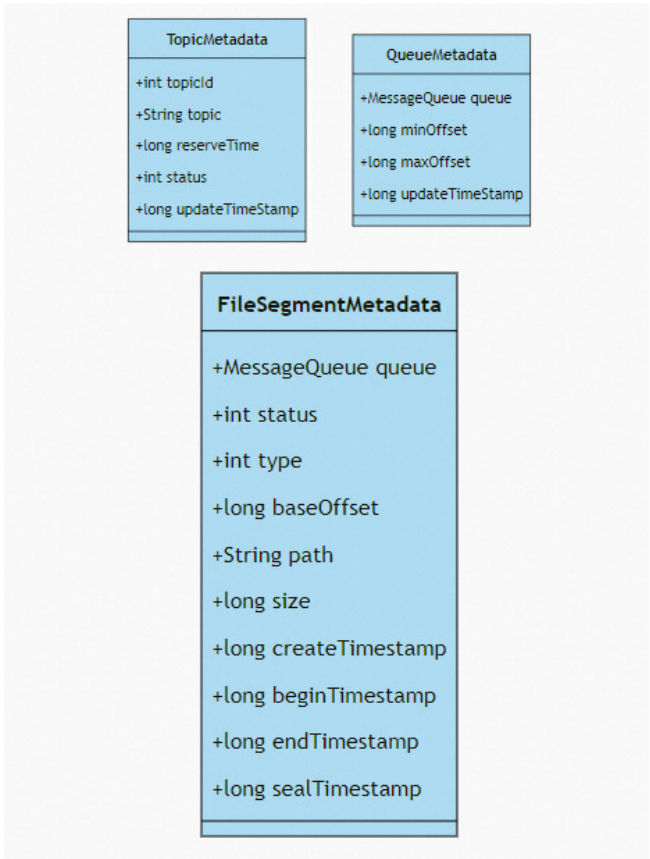 TopicMetadata
+int topicId
+String topic
+long reserveTime
+int status
+long updateTimeStamp
QueueMetadata
+MessageQueue queue
+long minOffset
+long maxOffset
+long updateTimeStamp
FileSegmentMetadata
+MessageQueue queue
+int status
+int type
+long baseOffset
+String path
+long size
+long createTimestamp
+long beginTimestamp
+long endTimestamp
+long sealTimestamp